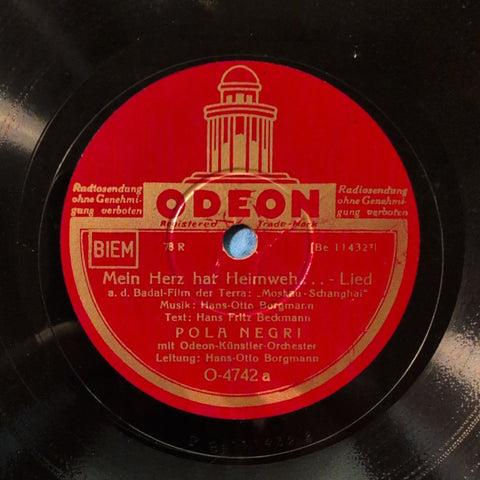 ODEON
Registered Trade-Mark
Radiosendung
ohne Genehmi-
gung verboten
Radiosendung
ohne Genehmi-
gung verboten
BIEM
78 R
[Be 11432]
Mein Herz hat Heimweh... - Lied
a. d. Badal-Film der Terra: „Moskau-Schanghai"
Musik: Hans-Otto Borgmann
Text: Hans Fritz Beckmann
POLA NEGRI
mit Odeon-Künstler-Orchester
Leitung: Hans-Otto Borgmann
O-4742 a